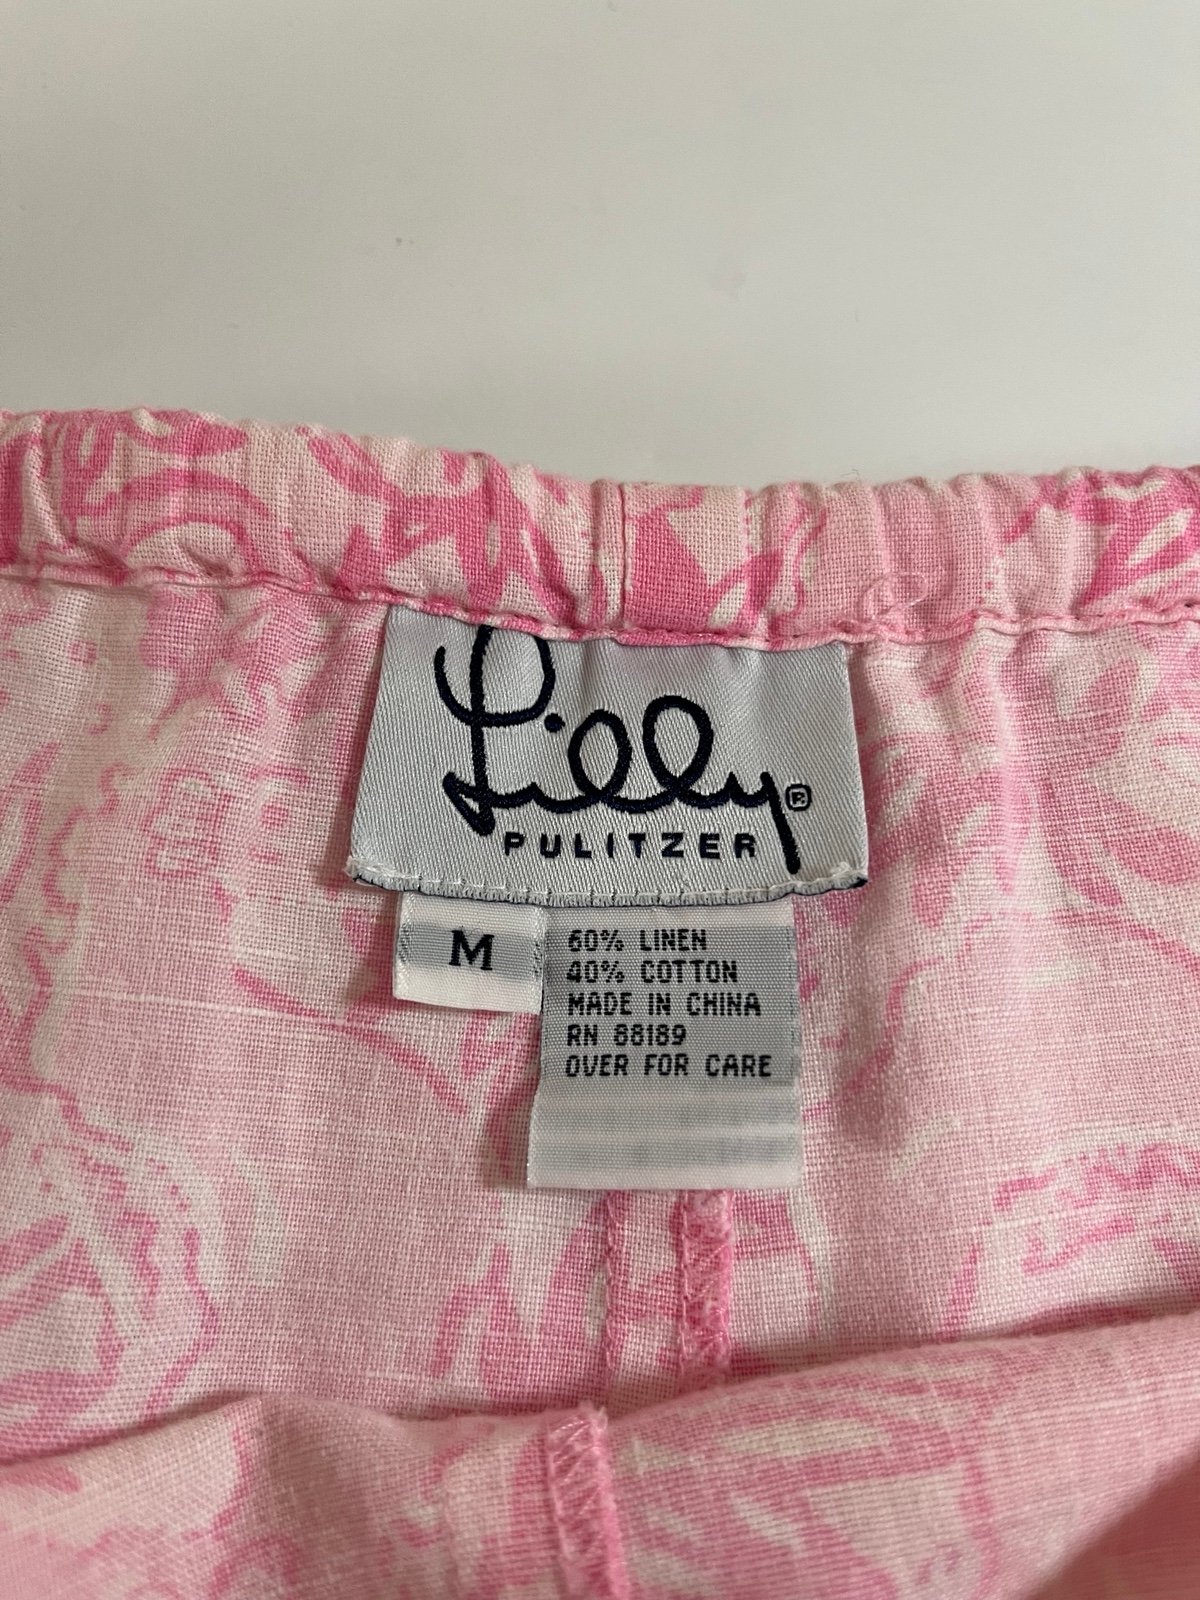 Lilly®
PULITZER
M
60% LINEN
40% COTTON
MADE IN CHINA
RN 88189
OVER FOR CARE